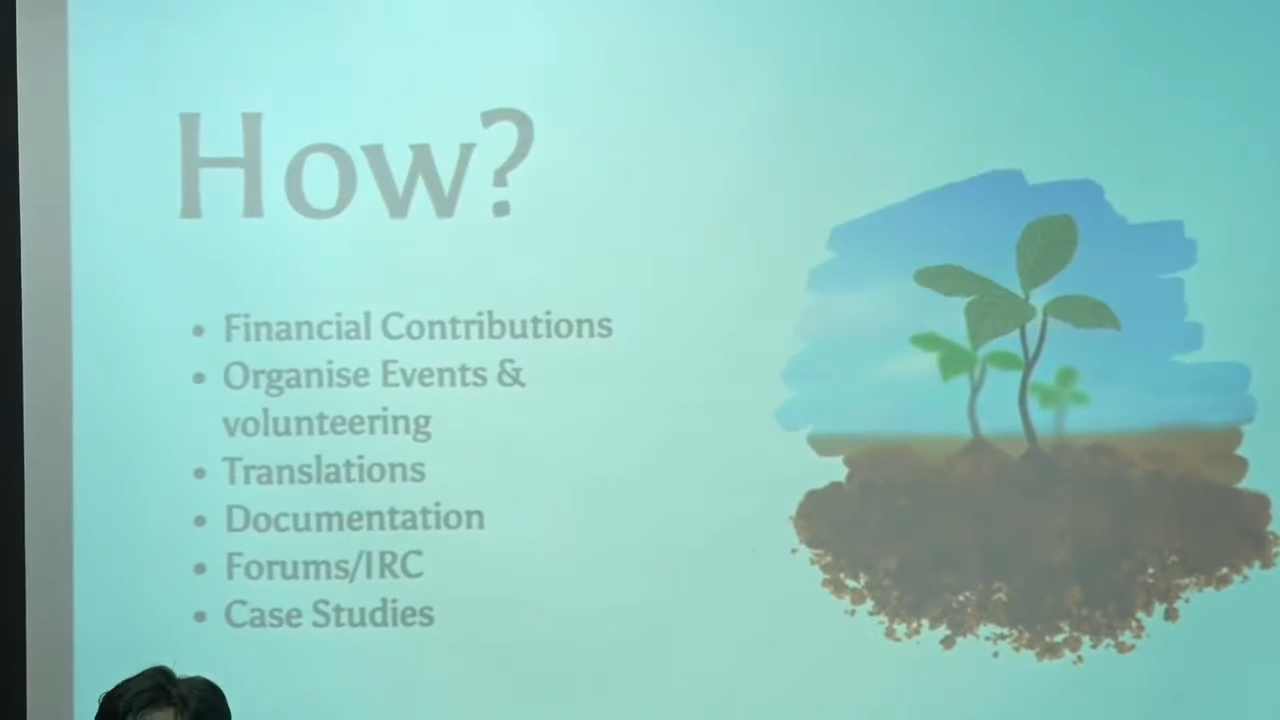 How?
• Financial Contributions
• Organise Events &
volunteering
• Translations
• Documentation
• Forums/IRC
• Case Studies